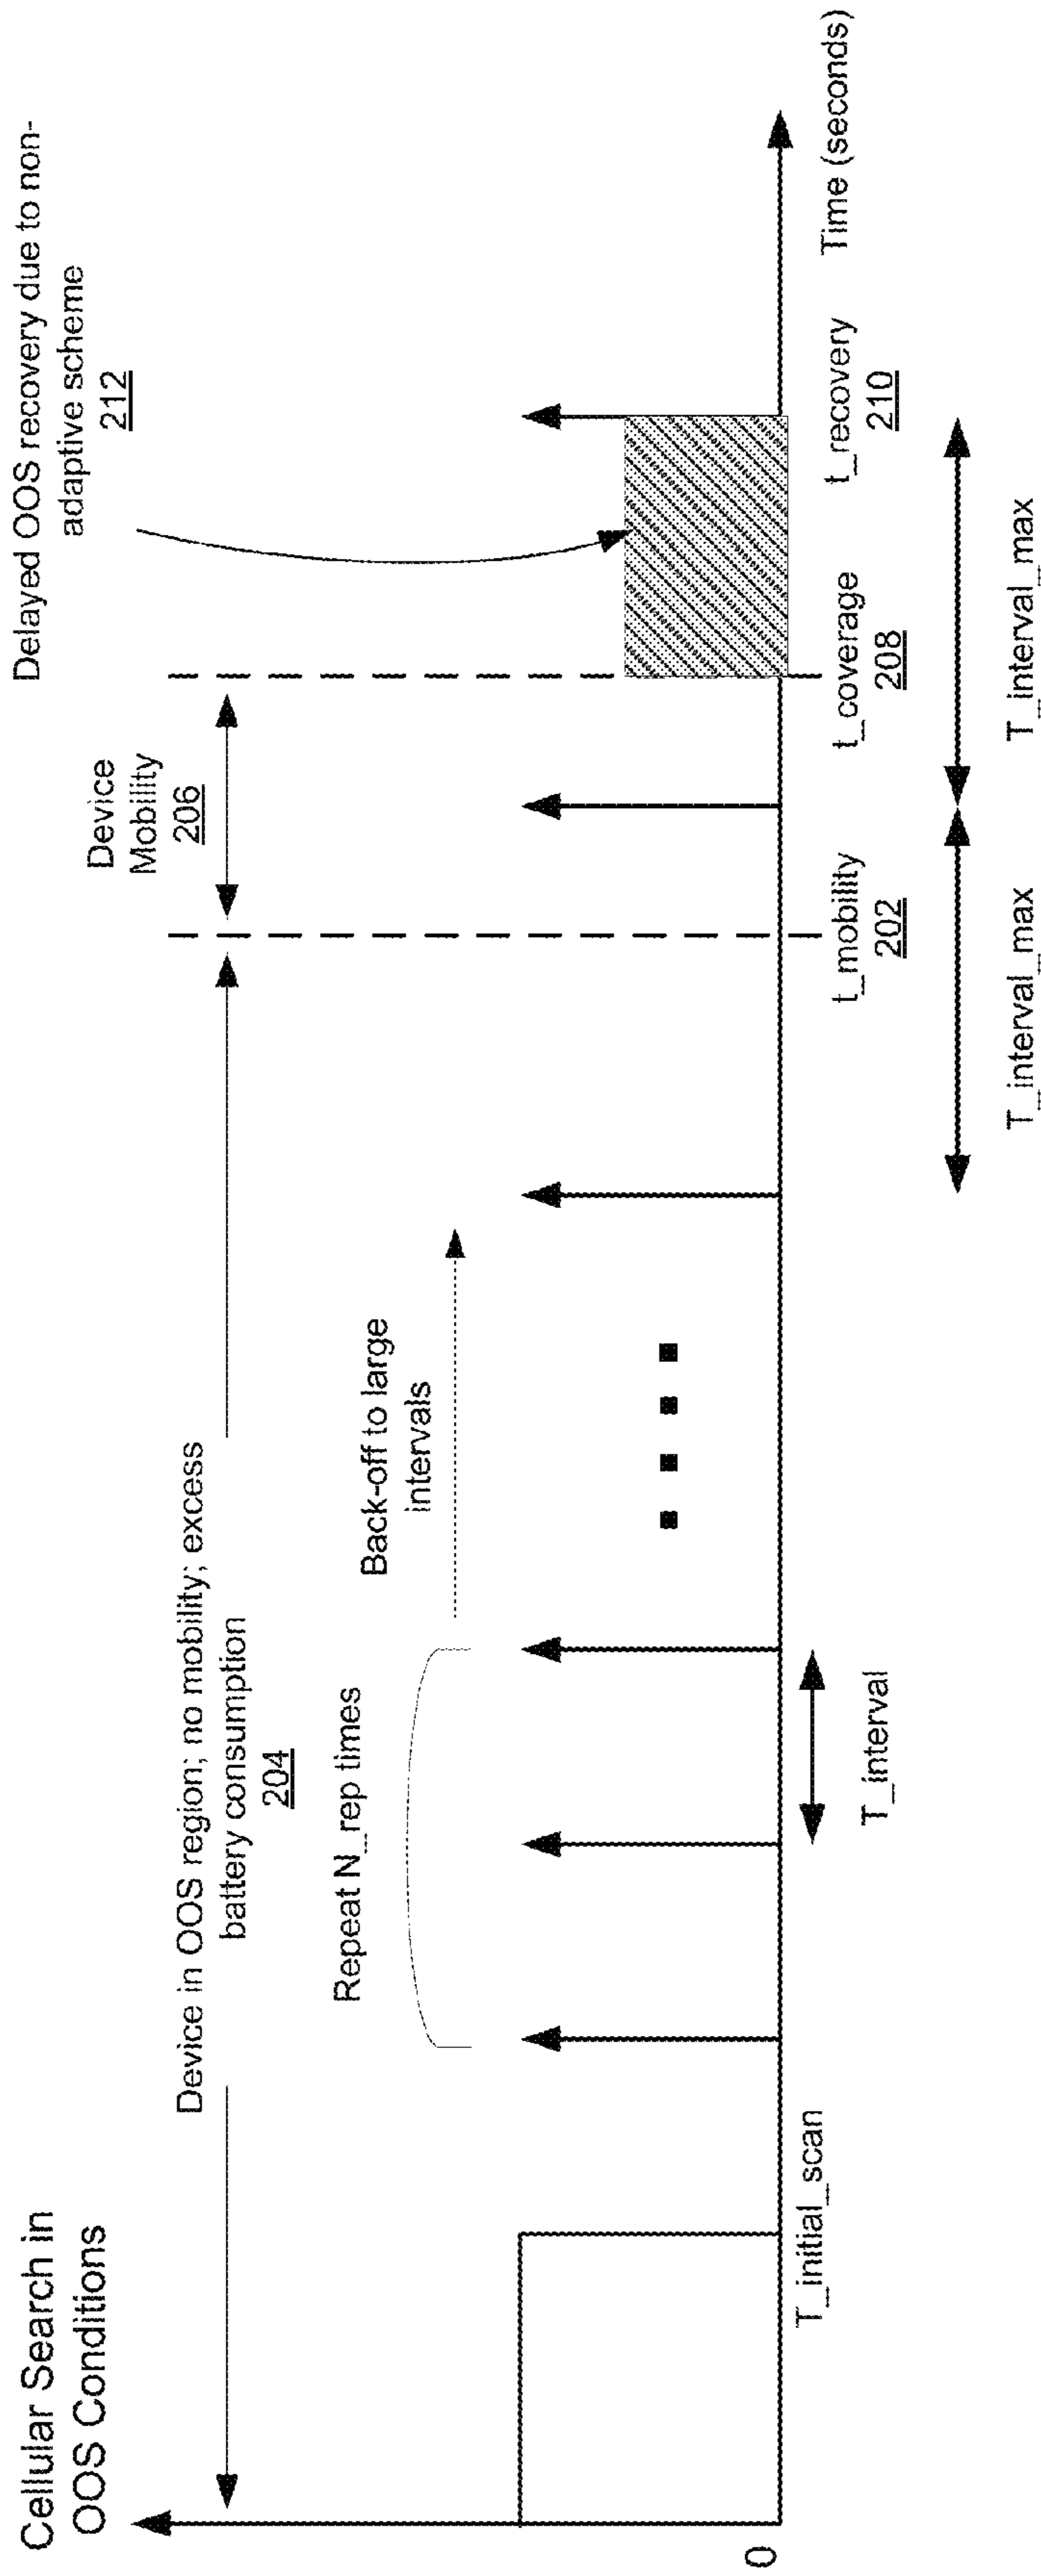 Cellular Search in
OOS Conditions
Delayed OOS recovery due to non-
adaptive scheme
212
Device in OOS region; no mobility; excess
battery consumption
204
Device
Mobility
206
Repeat N_rep times
Back-off to large
intervals
0
T_initial_scan
T_interval
t_mobility
202
t_coverage
208
t_recovery
210
Time (seconds)
T_interval_max
T_interval_max